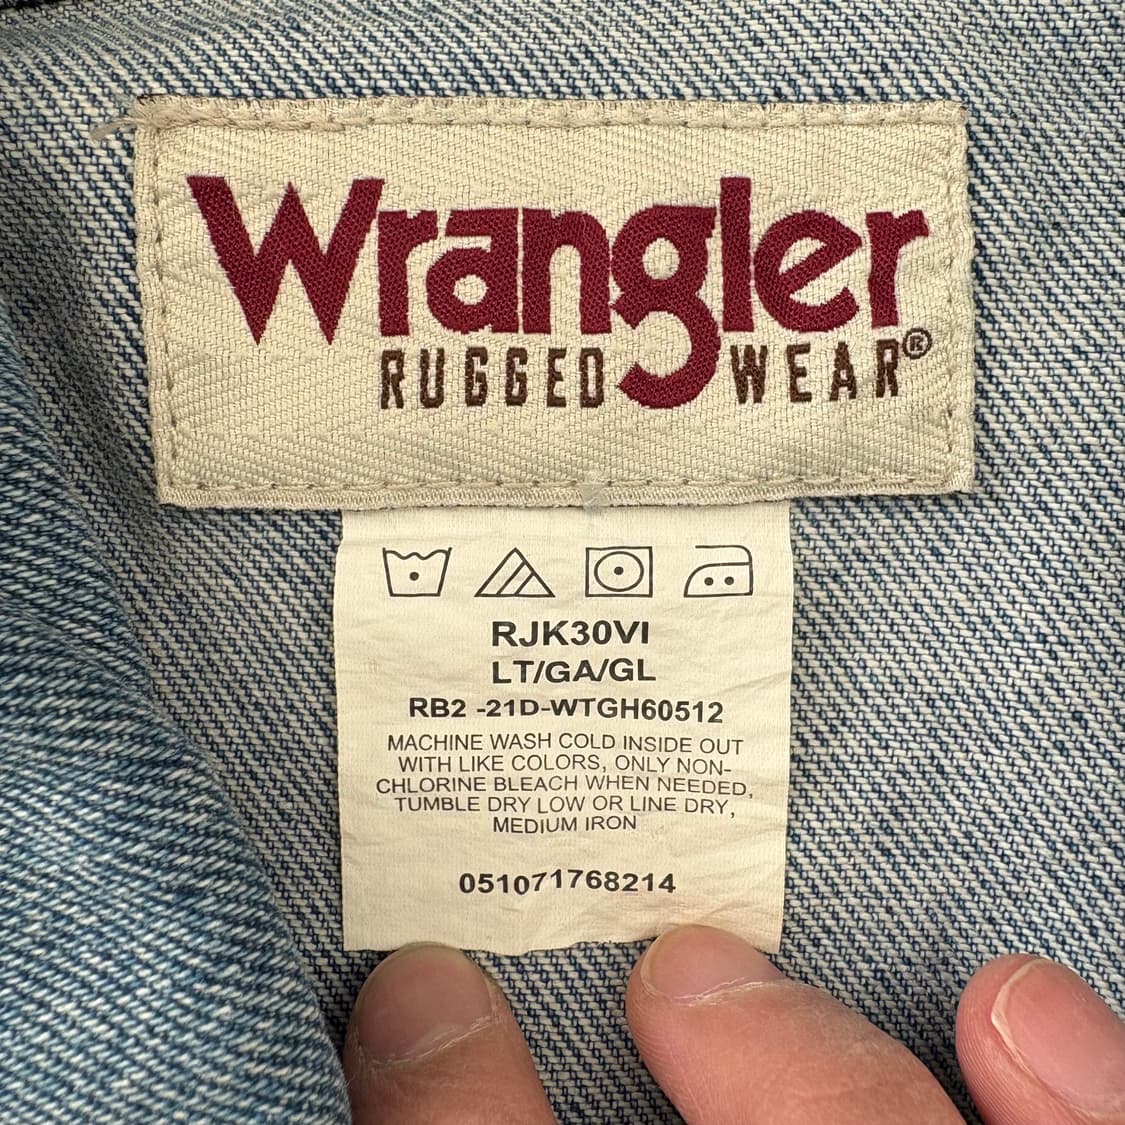 Wrangler
RUGGED WEAR®
RJK30VI
LT/GA/GL
RB2 -21D-WTGH60512
MACHINE WASH COLD INSIDE OUT
WITH LIKE COLORS, ONLY NON-
CHLORINE BLEACH WHEN NEEDED,
TUMBLE DRY LOW OR LINE DRY,
MEDIUM IRON
051071768214